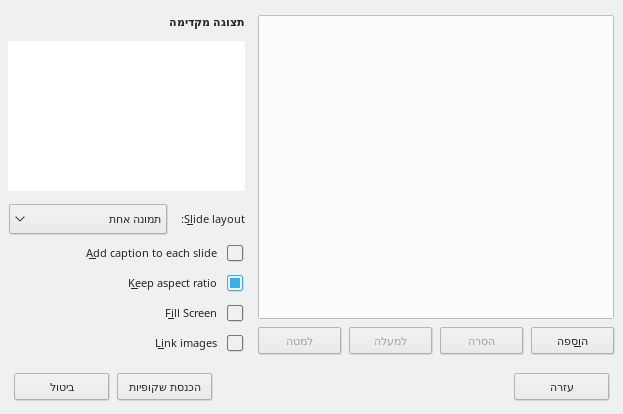 תצוגה מקדימה
Slide layout:
תמונה אחת
Add caption to each slide
Keep aspect ratio
Fill Screen
Link images
הוספה
הסרה
למעלה
למטה
עזרה
הכנסת שקופיות
ביטול